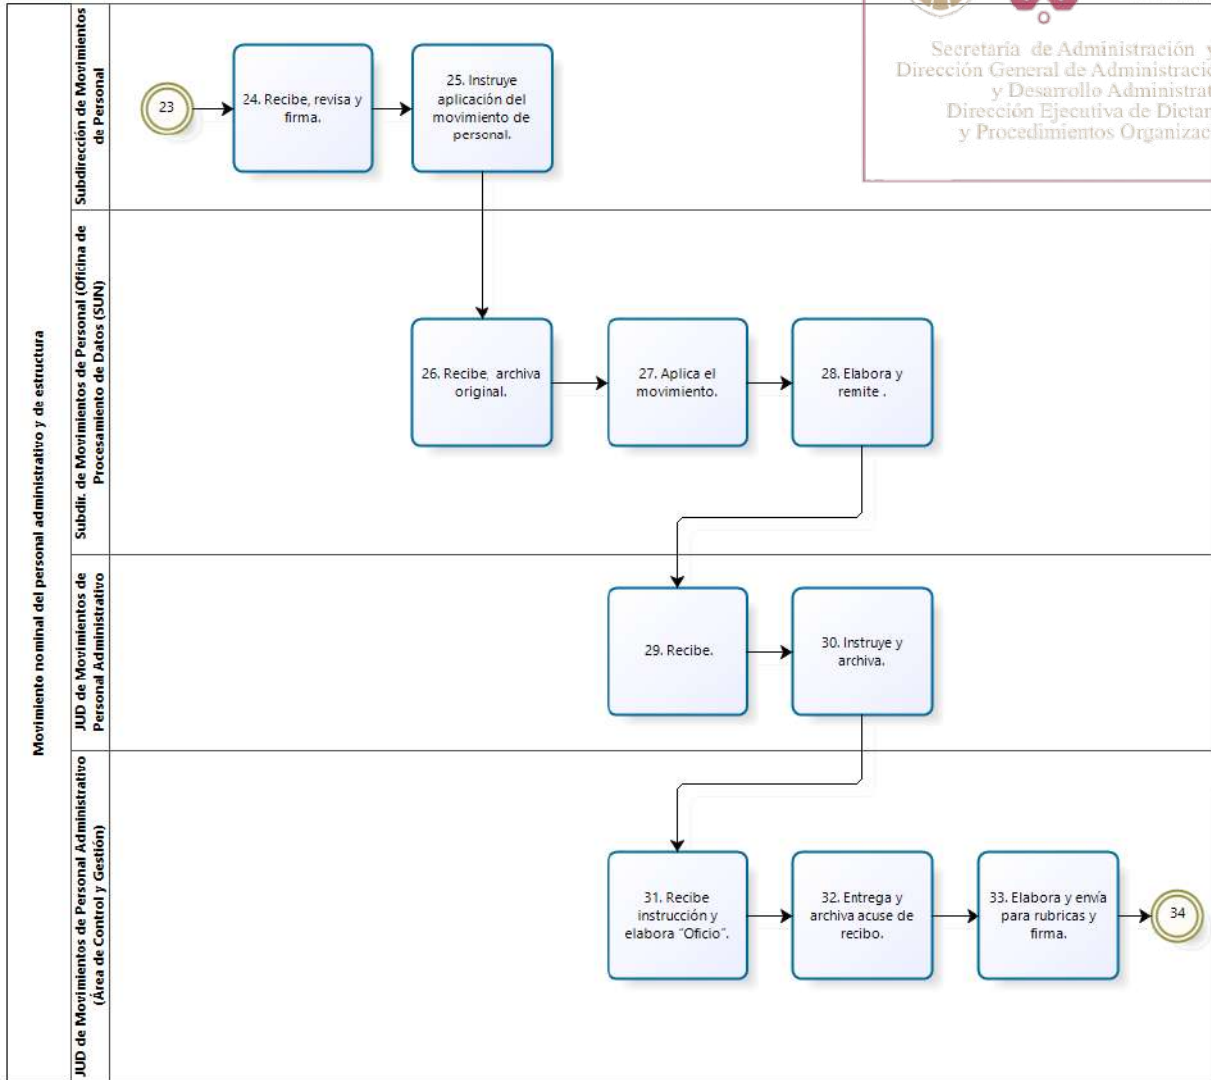 Secretaría de Administración y
Dirección General de Administraci
y Desarrollo Administrat
Dirección Ejecutiva de Dictam
y Procedimientos Organizac
Movimiento nominal del personal administrativo y de estructura
Subdirección de Movimientos
de Personal
23
24. Recibe, revisa y
firma.
25. Instruye
aplicación del
movimiento de
personal.
Subdir. de Movimientos de Personal (Oficina de
Procesamiento de Datos (SUN)
26. Recibe, archiva
original.
27. Aplica el
movimiento.
28. Elabora y
remite .
JUD de Movimientos de
Personal Administrativo
29. Recibe.
30. Instruye y
archiva.
JUD de Movimientos de Personal Administrativo
(Área de Control y Gestión)
31. Recibe
instrucción y
elabora “Oficio”.
32. Entrega y
archiva acuse de
recibo.
33. Elabora y envía
para rubricas y
firma.
34